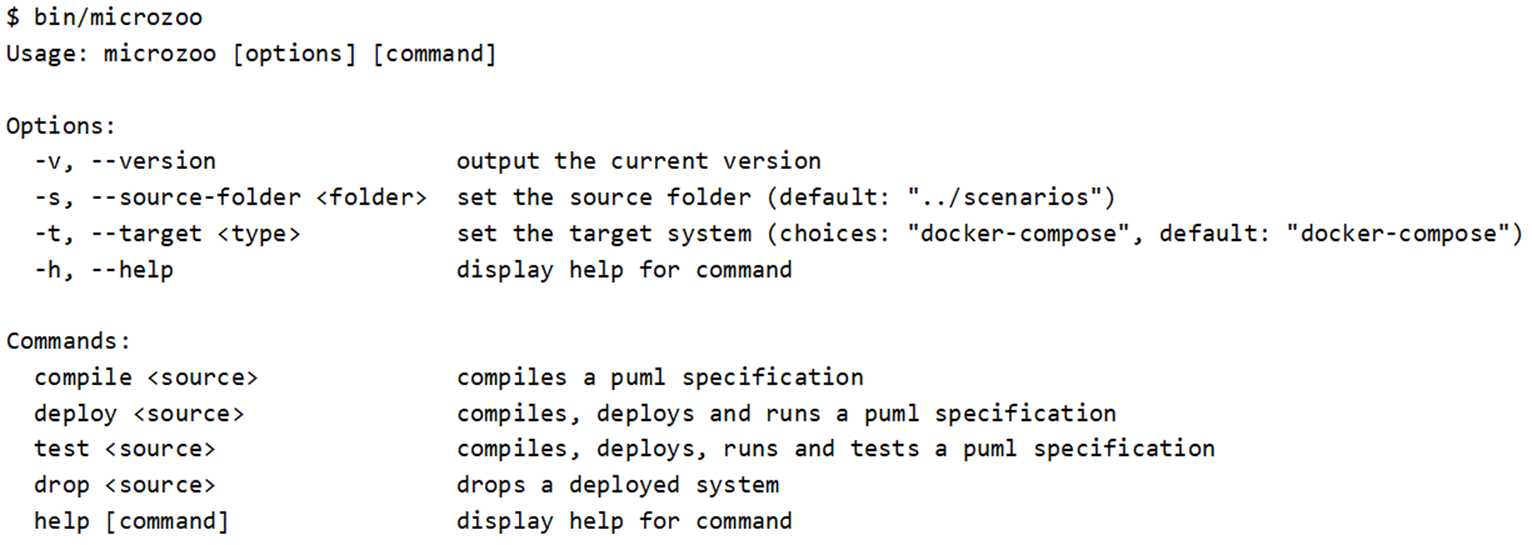 $ bin/microzoo
Usage: microzoo [options] [command]

Options:
  -v, --version                 output the current version
  -s, --source-folder <folder>  set the source folder (default: "../scenarios")
  -t, --target <type>           set the target system (choices: "docker-compose", default: "docker-compose")
  -h, --help                    display help for command

Commands:
  compile <source>              compiles a puml specification
  deploy <source>               compiles, deploys and runs a puml specification
  test <source>                 compiles, deploys, runs and tests a puml specification
  drop <source>                 drops a deployed system
  help [command]                display help for command